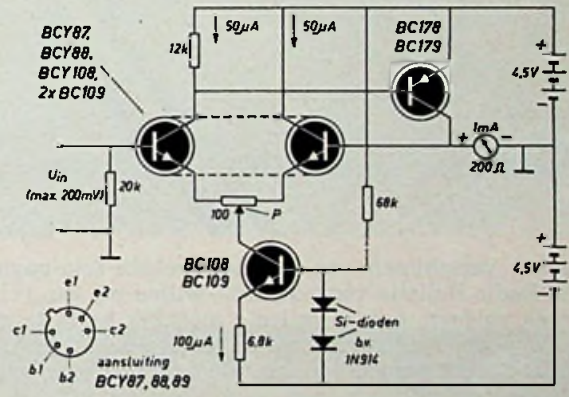 BCY87,
BCY88,
BCY108,
2x BC109
12k
50µA
50µA
BC178
BC179
+
4,5V
-
1mA
+
-
200Ω
Uin
(max. 200mV)
20k
100
P
68k
BC108
BC109
+
4,5V
-
Si-dioden
b.v.
1N914
100µA
6,8k
e1
e2
c1
c2
b1
b2
aansluiting
BCY87, 88, 89